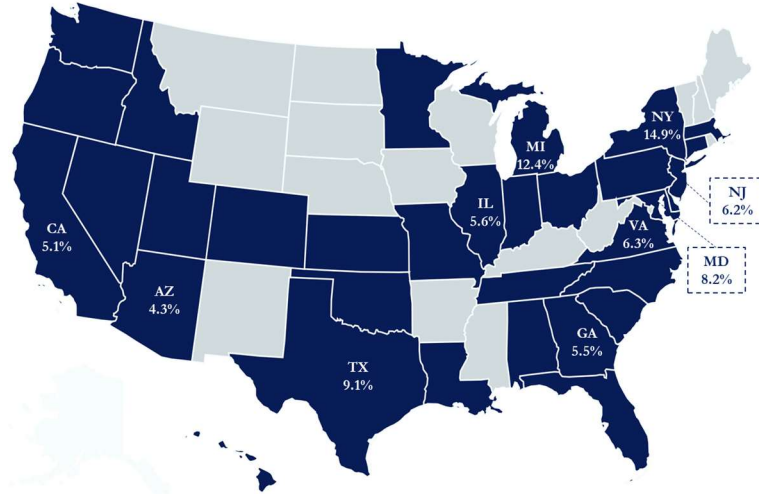 NY
14.9%
MI
12.4%
NJ
6.2%
IL
5.6%
CA
5.1%
VA
6.3%
MD
8.2%
AZ
4.3%
GA
5.5%
TX
9.1%